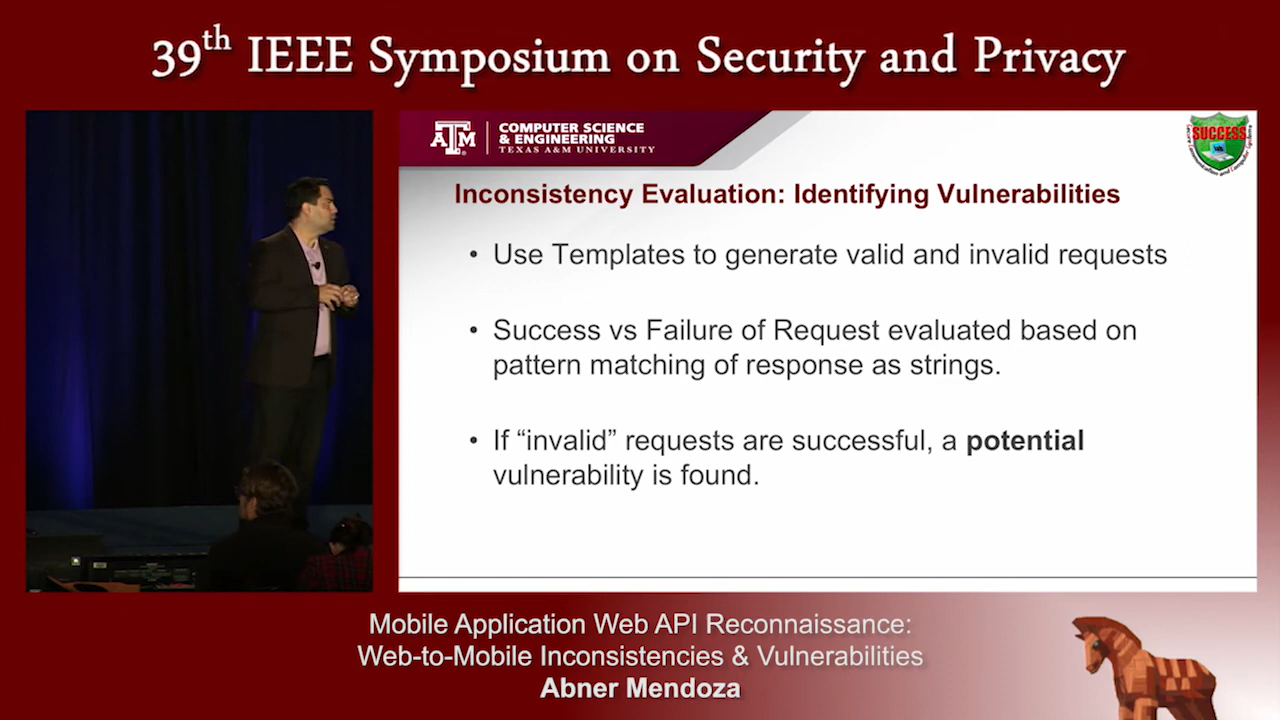 39th IEEE Symposium on Security and Privacy
ĀTM
COMPUTER SCIENCE
& ENGINEERING
TEXAS A&M UNIVERSITY
SUCCESS
Inconsistency Evaluation: Identifying Vulnerabilities
• Use Templates to generate valid and invalid requests
• Success vs Failure of Request evaluated based on
pattern matching of response as strings.
• If “invalid” requests are successful, a potential
vulnerability is found.
Mobile Application Web API Reconnaissance:
Web-to-Mobile Inconsistencies & Vulnerabilities
Abner Mendoza